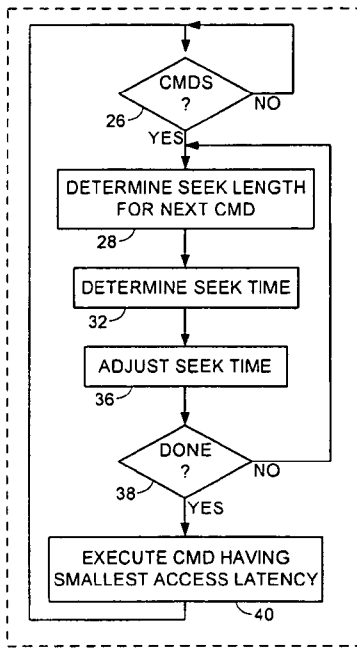 CMDS
?
NO
26
YES
DETERMINE SEEK LENGTH
FOR NEXT CMD
28
DETERMINE SEEK TIME
32
ADJUST SEEK TIME
36
DONE
?
NO
38
YES
EXECUTE CMD HAVING
SMALLEST ACCESS LATENCY
40